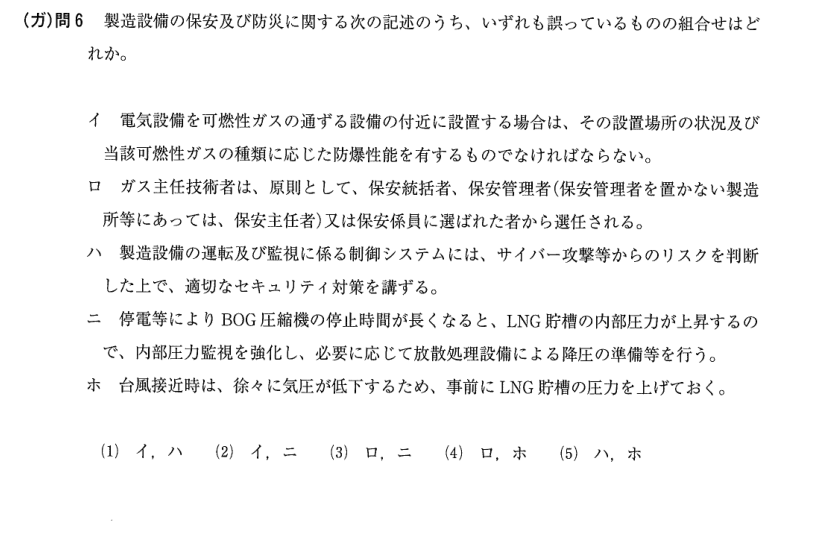 (ガ)問6　製造設備の保安及び防災に関する次の記述のうち、いずれも誤っているものの組合せはど
れか。
イ　電気設備を可燃性ガスの通ずる設備の付近に設置する場合は、その設置場所の状況及び
当該可燃性ガスの種類に応じた防爆性能を有するものでなければならない。
ロ　ガス主任技術者は、原則として、保安統括者、保安管理者(保安管理者を置かない製造
所等にあっては、保安主任者)又は保安係員に選ばれた者から選任される。
ハ　製造設備の運転及び監視に係る制御システムには、サイバー攻撃等からのリスクを判断
した上で、適切なセキュリティ対策を講ずる。
ニ　停電等により BOG 圧縮機の停止時間が長くなると、LNG 貯槽の内部圧力が上昇するの
で、内部圧力監視を強化し、必要に応じて放散処理設備による降圧の準備等を行う。
ホ　台風接近時は、徐々に気圧が低下するため、事前に LNG 貯槽の圧力を上げておく。
(1)　イ，ハ　(2)　イ，ニ　(3)　ロ，ニ　(4)　ロ，ホ　(5)　ハ，ホ